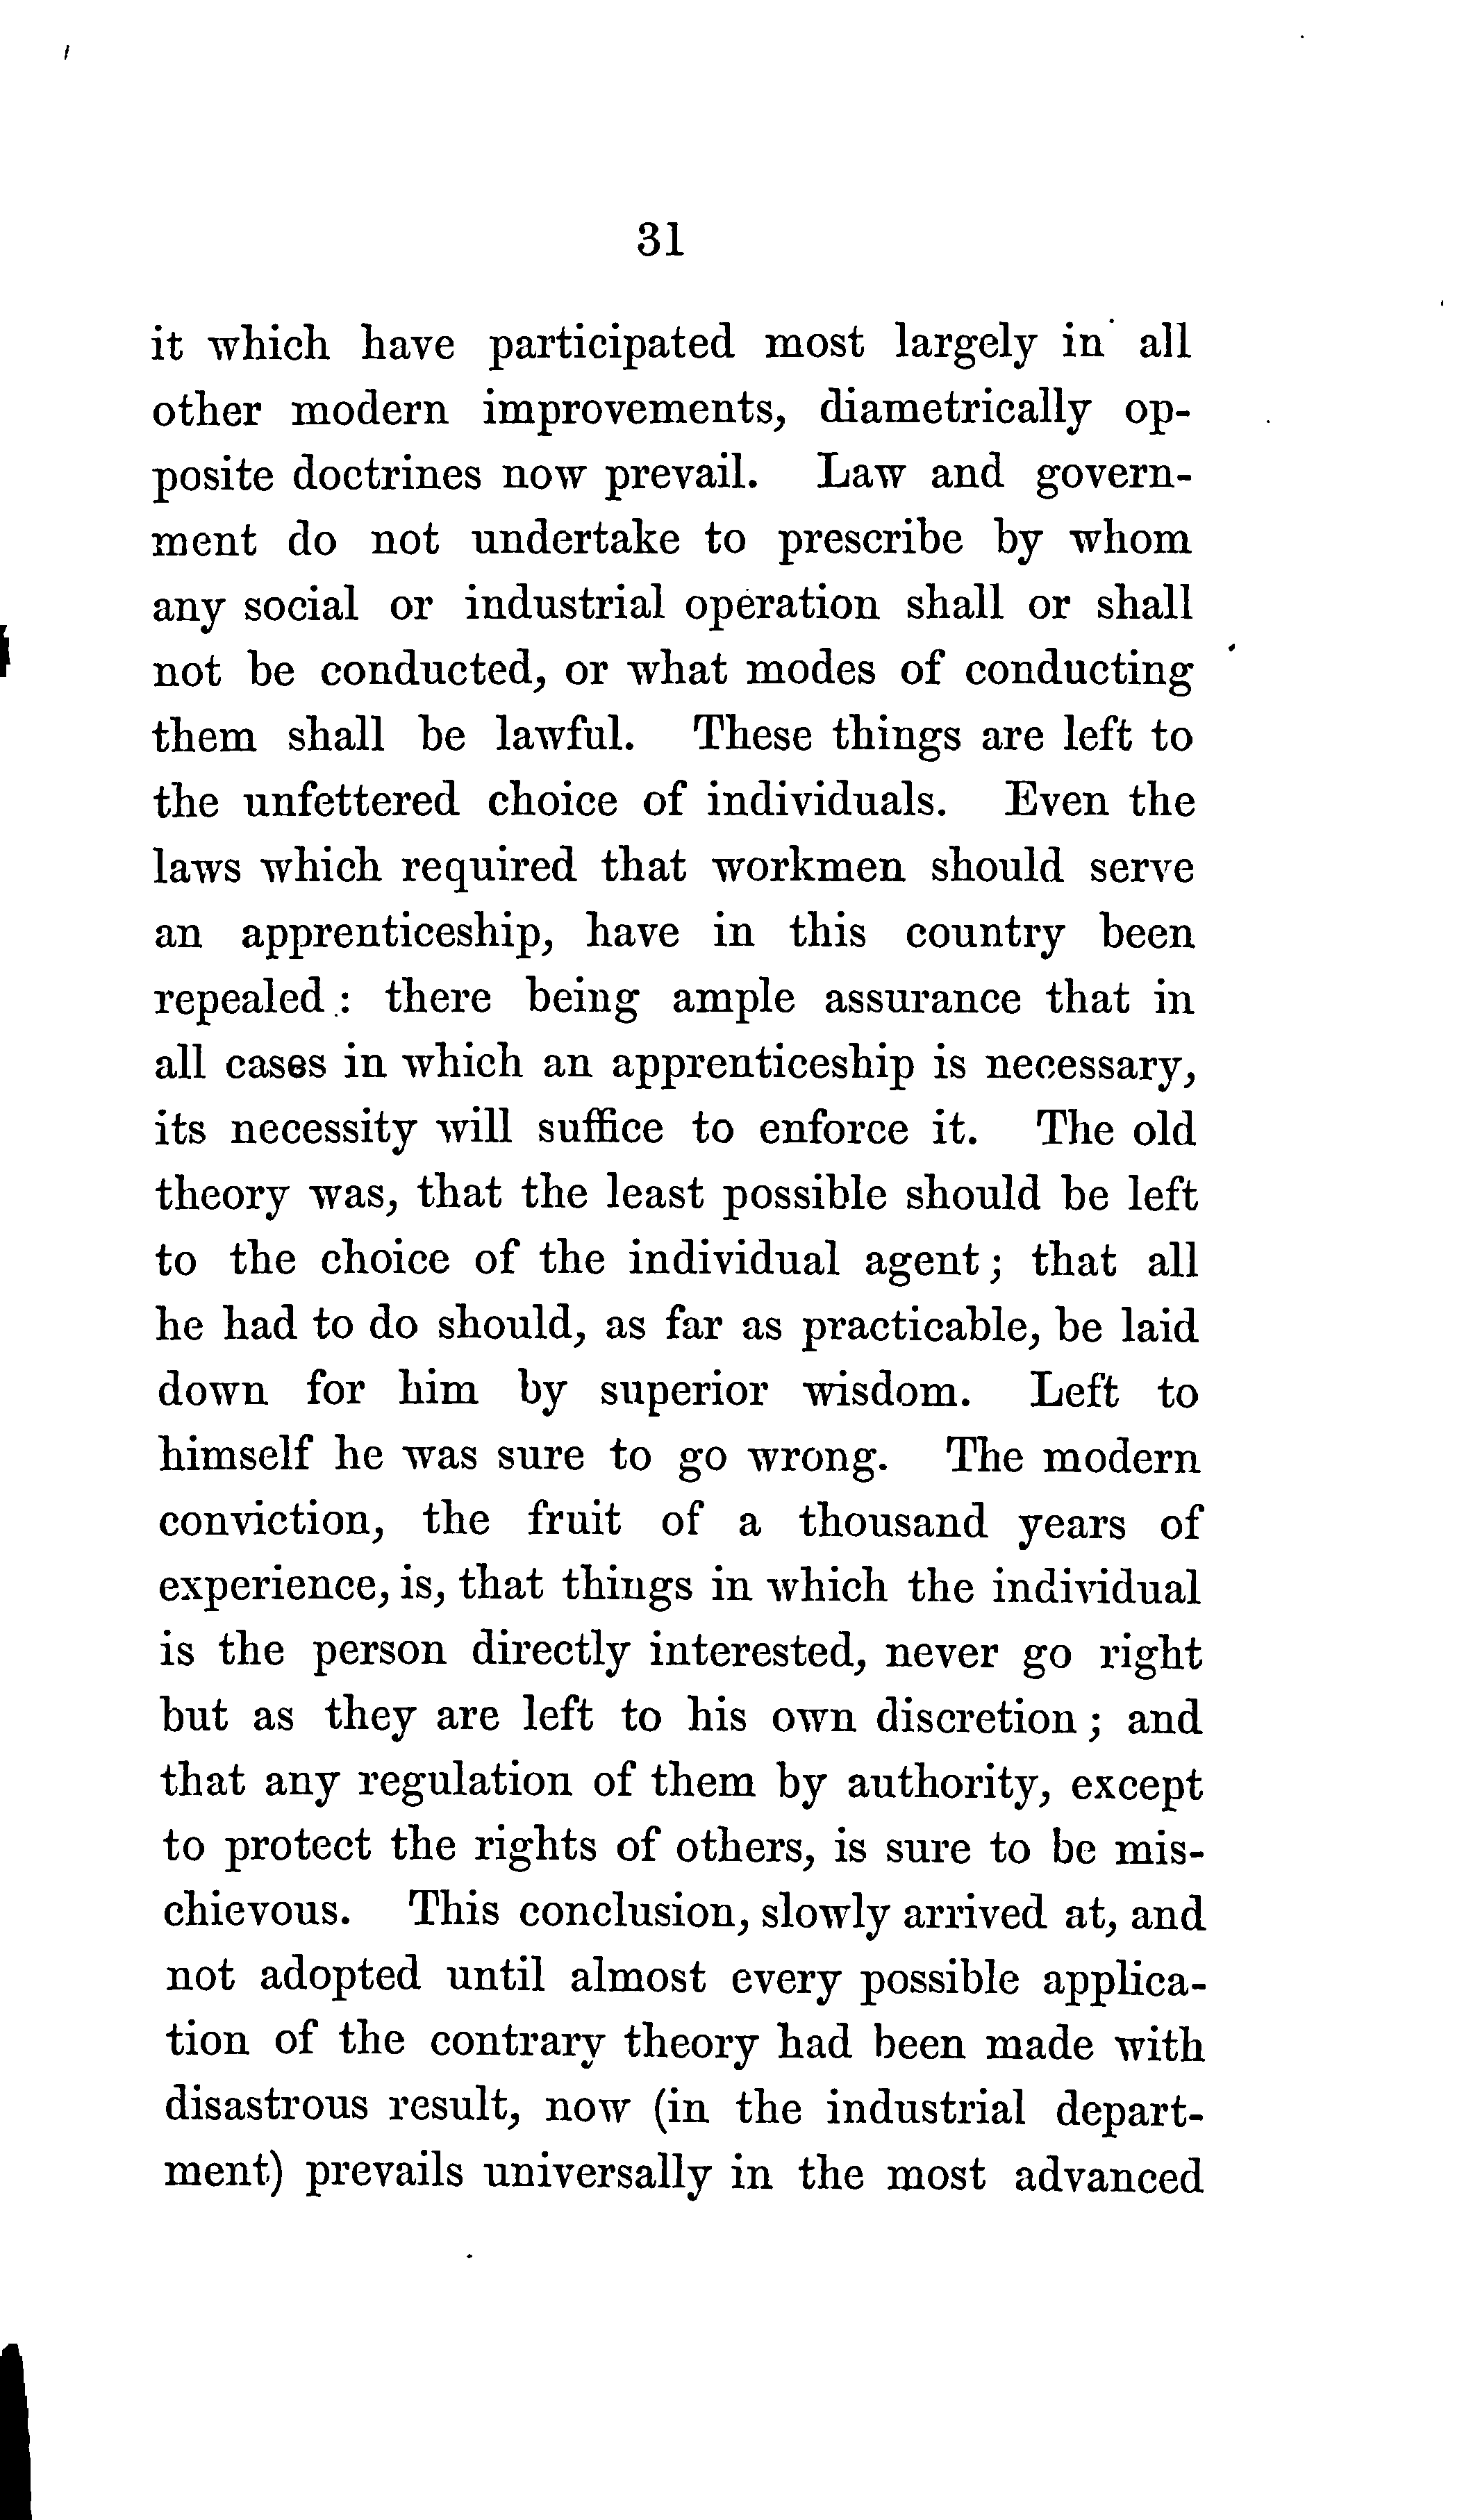 31
it which have participated most largely in all
other modern improvements, diametrically op-
posite doctrines now prevail. Law and govern-
ment do not undertake to prescribe by whom
any social or industrial operation shall or shall
not be conducted, or what modes of conducting
them shall be lawful. These things are left to
the unfettered choice of individuals. Even the
laws which required that workmen should serve
an apprenticeship, have in this country been
repealed: there being ample assurance that in
all cases in which an apprenticeship is necessary,
its necessity will suffice to enforce it. The old
theory was, that the least possible should be left
to the choice of the individual agent; that all
he had to do should, as far as practicable, be laid
down for him by superior wisdom. Left to
himself he was sure to go wrong. The modern
conviction, the fruit of a thousand years of
experience, is, that things in which the individual
is the person directly interested, never go right
but as they are left to his own discretion; and
that any regulation of them by authority, except
to protect the rights of others, is sure to be mis-
chievous. This conclusion, slowly arrived at, and
not adopted until almost every possible applica-
tion of the contrary theory had been made with
disastrous result, now (in the industrial depart-
ment) prevails universally in the most advanced